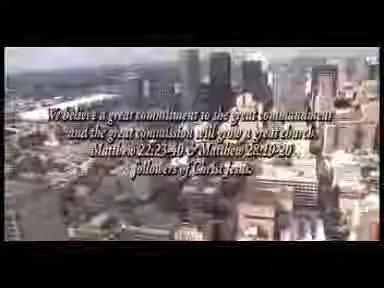 We believe a great commitment to the great commandment
and the great comission will grow a great church.
Matthew 22:23-40 & Matthew 28:19-20
followers of Christ Jesus.